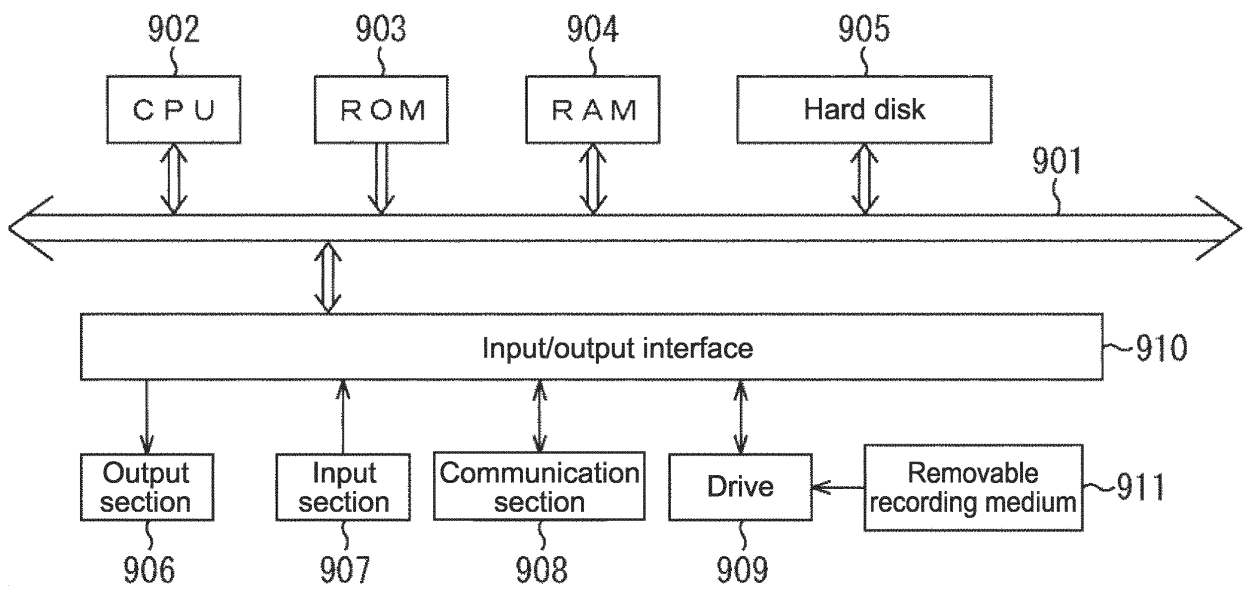 902
903
904
905
CPU
ROM
RAM
Hard disk
901
Input/output interface
910
Output
section
Input
section
Communication
section
Drive
Removable
recording medium
911
906
907
908
909